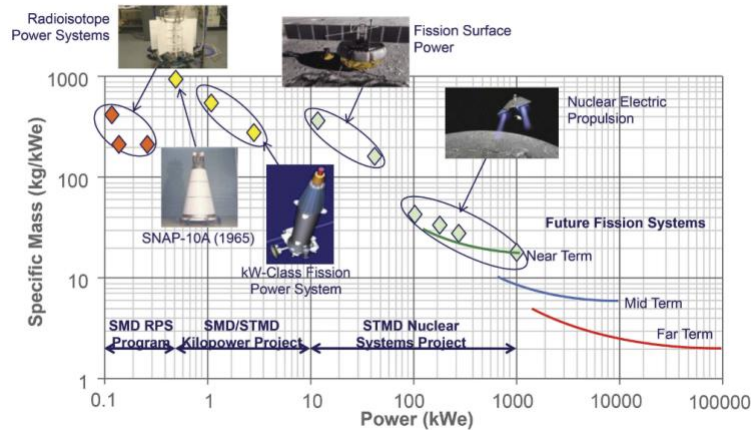 Radioisotope
Power Systems
Fission Surface
Power
Nuclear Electric
Propulsion
Specific Mass (kg/kWe)
1000
100
10
1
SNAP-10A (1965)
kW-Class Fission
Power System
Future Fission Systems
Near Term
Mid Term
Far Term
SMD RPS
Program
SMD/STMD
Kilopower Project
STMD Nuclear
Systems Project
0.1
1
10
100
1000
10000
100000
Power (kWe)